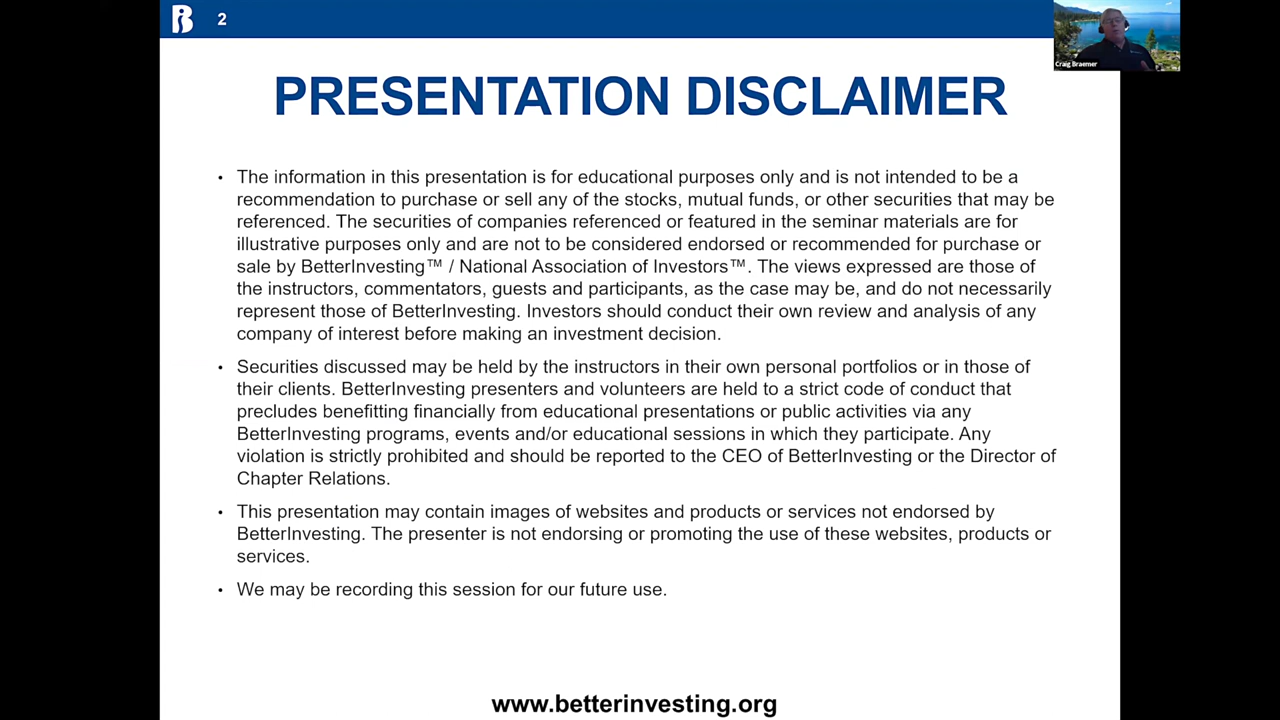 2
Craig Braemer
PRESENTATION DISCLAIMER
• The information in this presentation is for educational purposes only and is not intended to be a
recommendation to purchase or sell any of the stocks, mutual funds, or other securities that may be
referenced. The securities of companies referenced or featured in the seminar materials are for
illustrative purposes only and are not to be considered endorsed or recommended for purchase or
sale by BetterInvesting™ / National Association of Investors™. The views expressed are those of
the instructors, commentators, guests and participants, as the case may be, and do not necessarily
represent those of BetterInvesting. Investors should conduct their own review and analysis of any
company of interest before making an investment decision.
• Securities discussed may be held by the instructors in their own personal portfolios or in those of
their clients. BetterInvesting presenters and volunteers are held to a strict code of conduct that
precludes benefitting financially from educational presentations or public activities via any
BetterInvesting programs, events and/or educational sessions in which they participate. Any
violation is strictly prohibited and should be reported to the CEO of BetterInvesting or the Director of
Chapter Relations.
• This presentation may contain images of websites and products or services not endorsed by
BetterInvesting. The presenter is not endorsing or promoting the use of these websites, products or
services.
• We may be recording this session for our future use.
www.betterinvesting.org